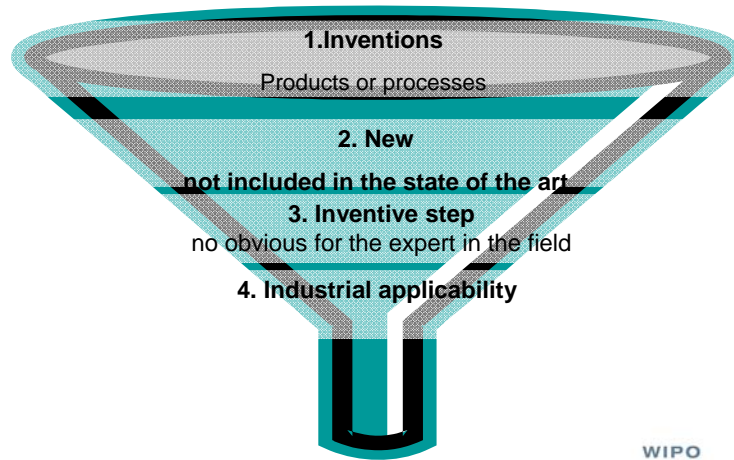 1.Inventions
Products or processes
2. New
not included in the state of the art
3. Inventive step
no obvious for the expert in the field
4. Industrial applicability
WIPO